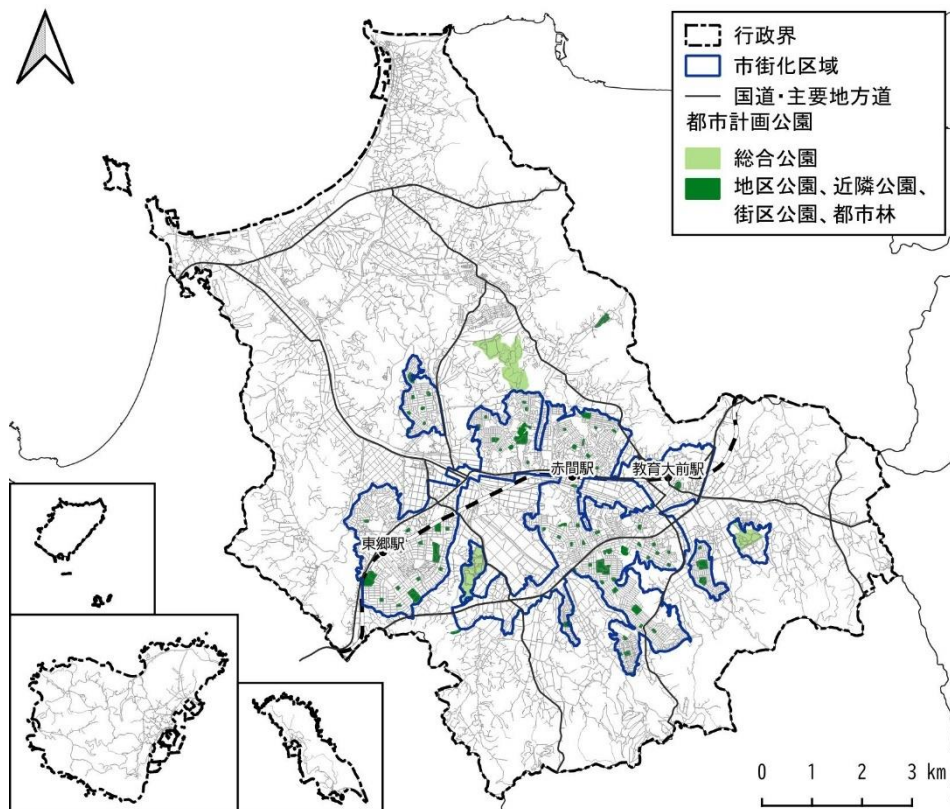 行政界
市街化区域
国道・主要地方道
都市計画公園
総合公園
地区公園、近隣公園、
街区公園、都市林
赤間駅
教育大前駅
東郷駅
0 1 2 3 km